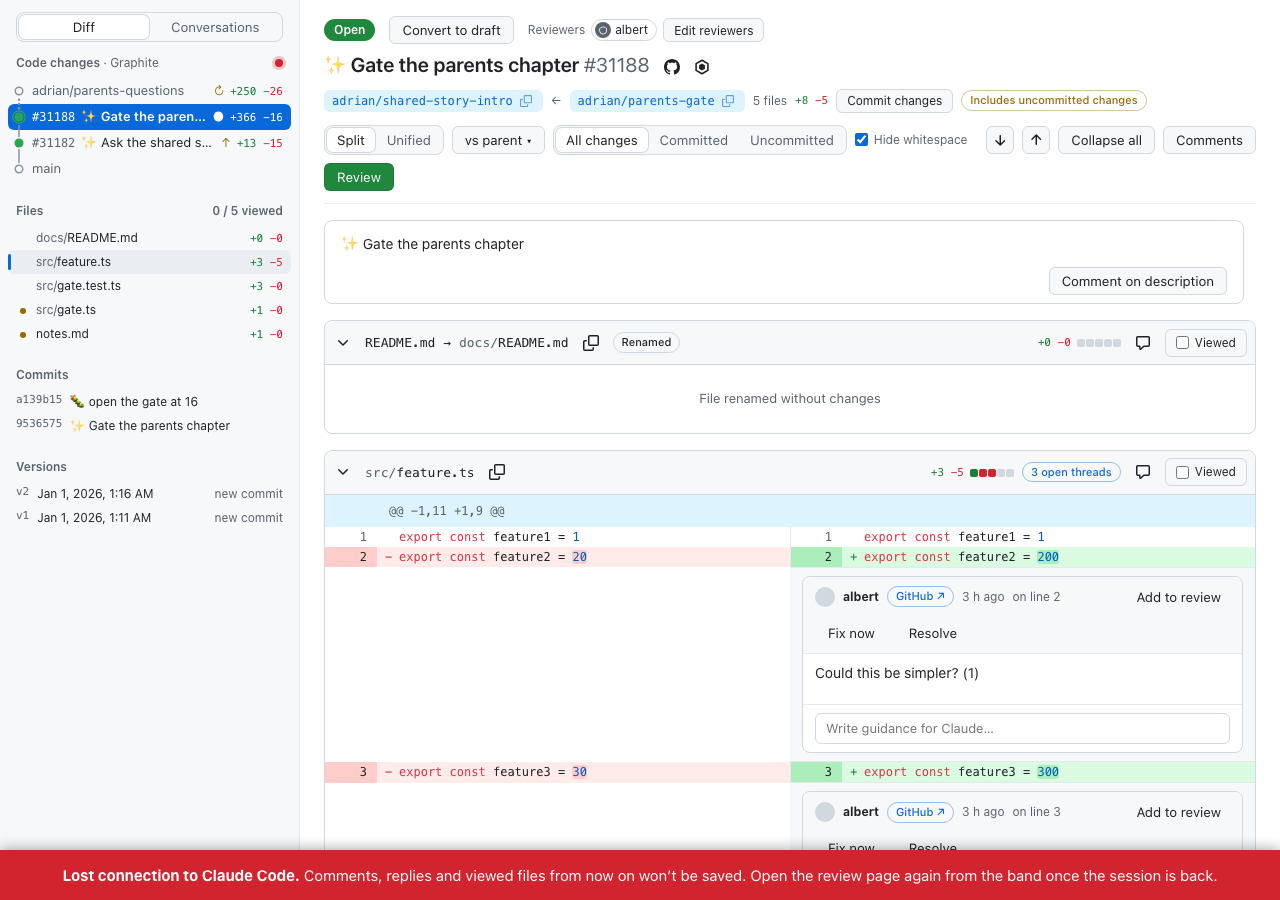 Diff
Conversations
Code changes · Graphite
adrian/parents-questions +250 −26
#31188 ✨ Gate the paren... +366 −16
#31182 ✨ Ask the shared s... ↑ +13 −15
main
Files 0 / 5 viewed
docs/README.md +0 −0
src/feature.ts +3 −5
src/gate.test.ts +3 −0
src/gate.ts +1 −0
notes.md +1 −0
Commits
a139b15 🐛 open the gate at 16
9536575 ✨ Gate the parents chapter
Versions
v2 Jan 1, 2026, 1:16 AM new commit
v1 Jan 1, 2026, 1:11 AM new commit
Open Convert to draft Reviewers albert Edit reviewers
✨ Gate the parents chapter #31188
adrian/shared-story-intro ← adrian/parents-gate 5 files +8 −5 Commit changes Includes uncommitted changes
Split Unified vs parent ▾ All changes Committed Uncommitted Hide whitespace ↓ ↑ Collapse all Comments
Review
✨ Gate the parents chapter
Comment on description
README.md → docs/README.md Renamed +0 −0 Viewed
File renamed without changes
src/feature.ts +3 −5 3 open threads Viewed
@@ −1,11 +1,9 @@
1 export const feature1 = 1 1 export const feature1 = 1
2 − export const feature2 = 20 2 + export const feature2 = 200
albert GitHub ↗ 3 h ago on line 2 Add to review
Fix now Resolve
Could this be simpler? (1)
Write guidance for Claude…
3 − export const feature3 = 30 3 + export const feature3 = 300
albert GitHub ↗ 3 h ago on line 3 Add to review
Fix now Resolve
Lost connection to Claude Code. Comments, replies and viewed files from now on won’t be saved. Open the review page again from the band once the session is back.